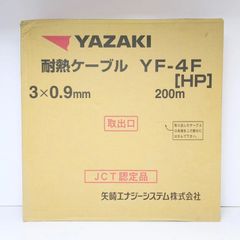 YAZAKI
耐熱ケーブル YF-4F
[HP]
3×0.9mm 200m
取出口
JCT認定品
矢崎エナジーシステム株式会社